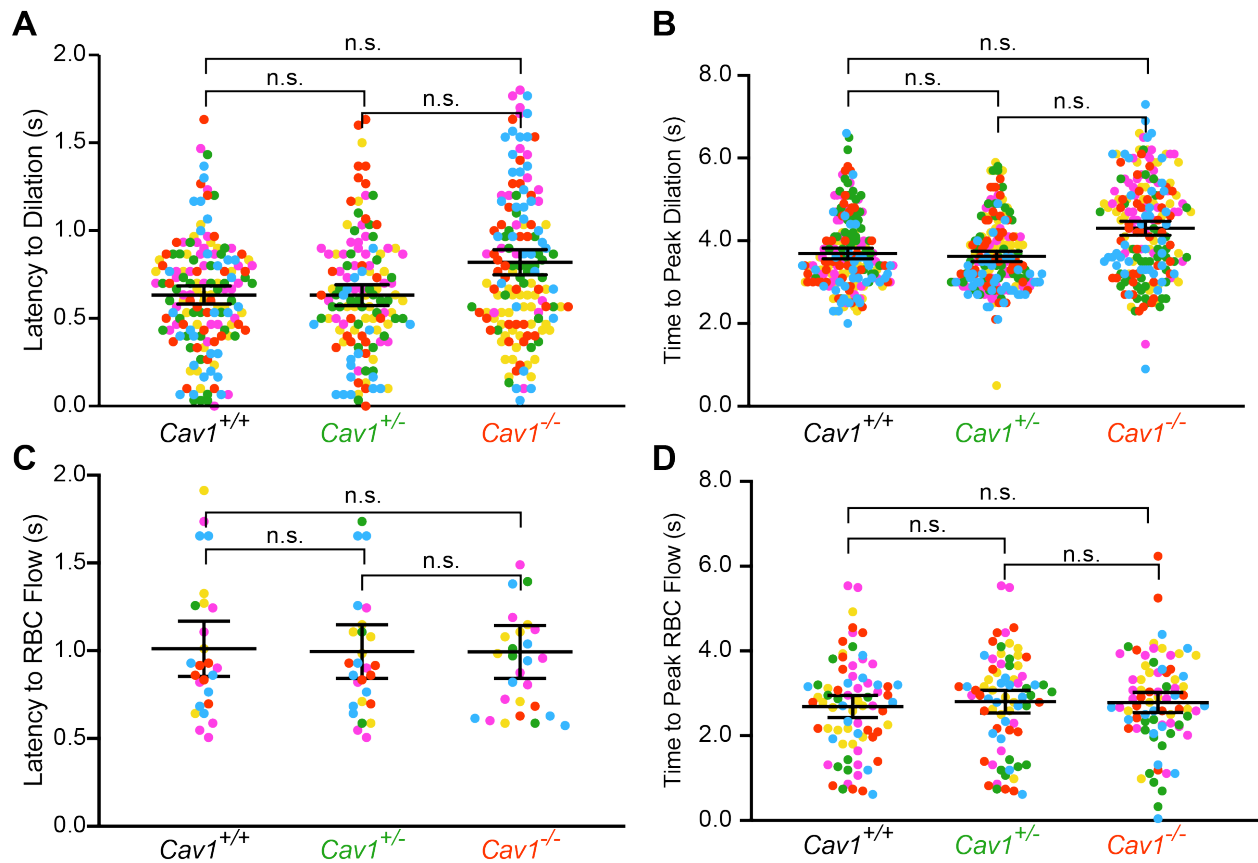 A
Latency to Dilation (s)
2.0
1.5
1.0
0.5
0.0
n.s.
n.s.
n.s.
Cav1+/+
Cav1+/-
Cav1-/-
B
Time to Peak Dilation (s)
8.0
6.0
4.0
2.0
0.0
n.s.
n.s.
n.s.
Cav1+/+
Cav1+/-
Cav1-/-
C
Latency to RBC Flow (s)
2.0
1.5
1.0
0.5
0.0
n.s.
n.s.
n.s.
Cav1+/+
Cav1+/-
Cav1-/-
D
Time to Peak RBC Flow (s)
8.0
6.0
4.0
2.0
0.0
n.s.
n.s.
n.s.
Cav1+/+
Cav1+/-
Cav1-/-